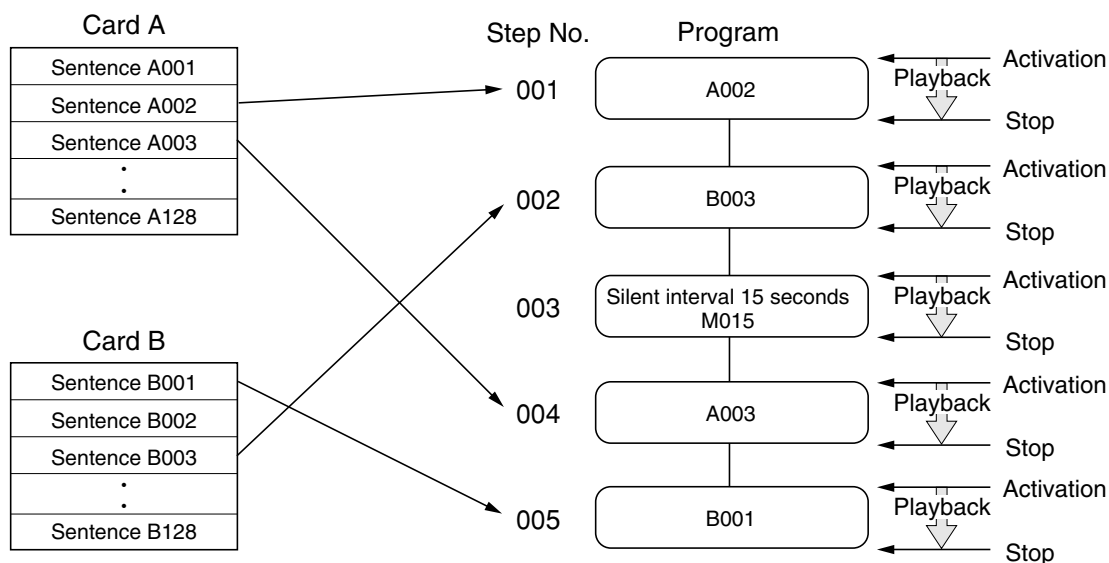 Card A
Sentence A001
Sentence A002
Sentence A003
.
.
Sentence A128
Card B
Sentence B001
Sentence B002
Sentence B003
.
.
Sentence B128
Step No.
Program
001
A002
Activation
Playback
Stop
002
B003
Activation
Playback
Stop
003
Silent interval 15 seconds
M015
Activation
Playback
Stop
004
A003
Activation
Playback
Stop
005
B001
Activation
Playback
Stop